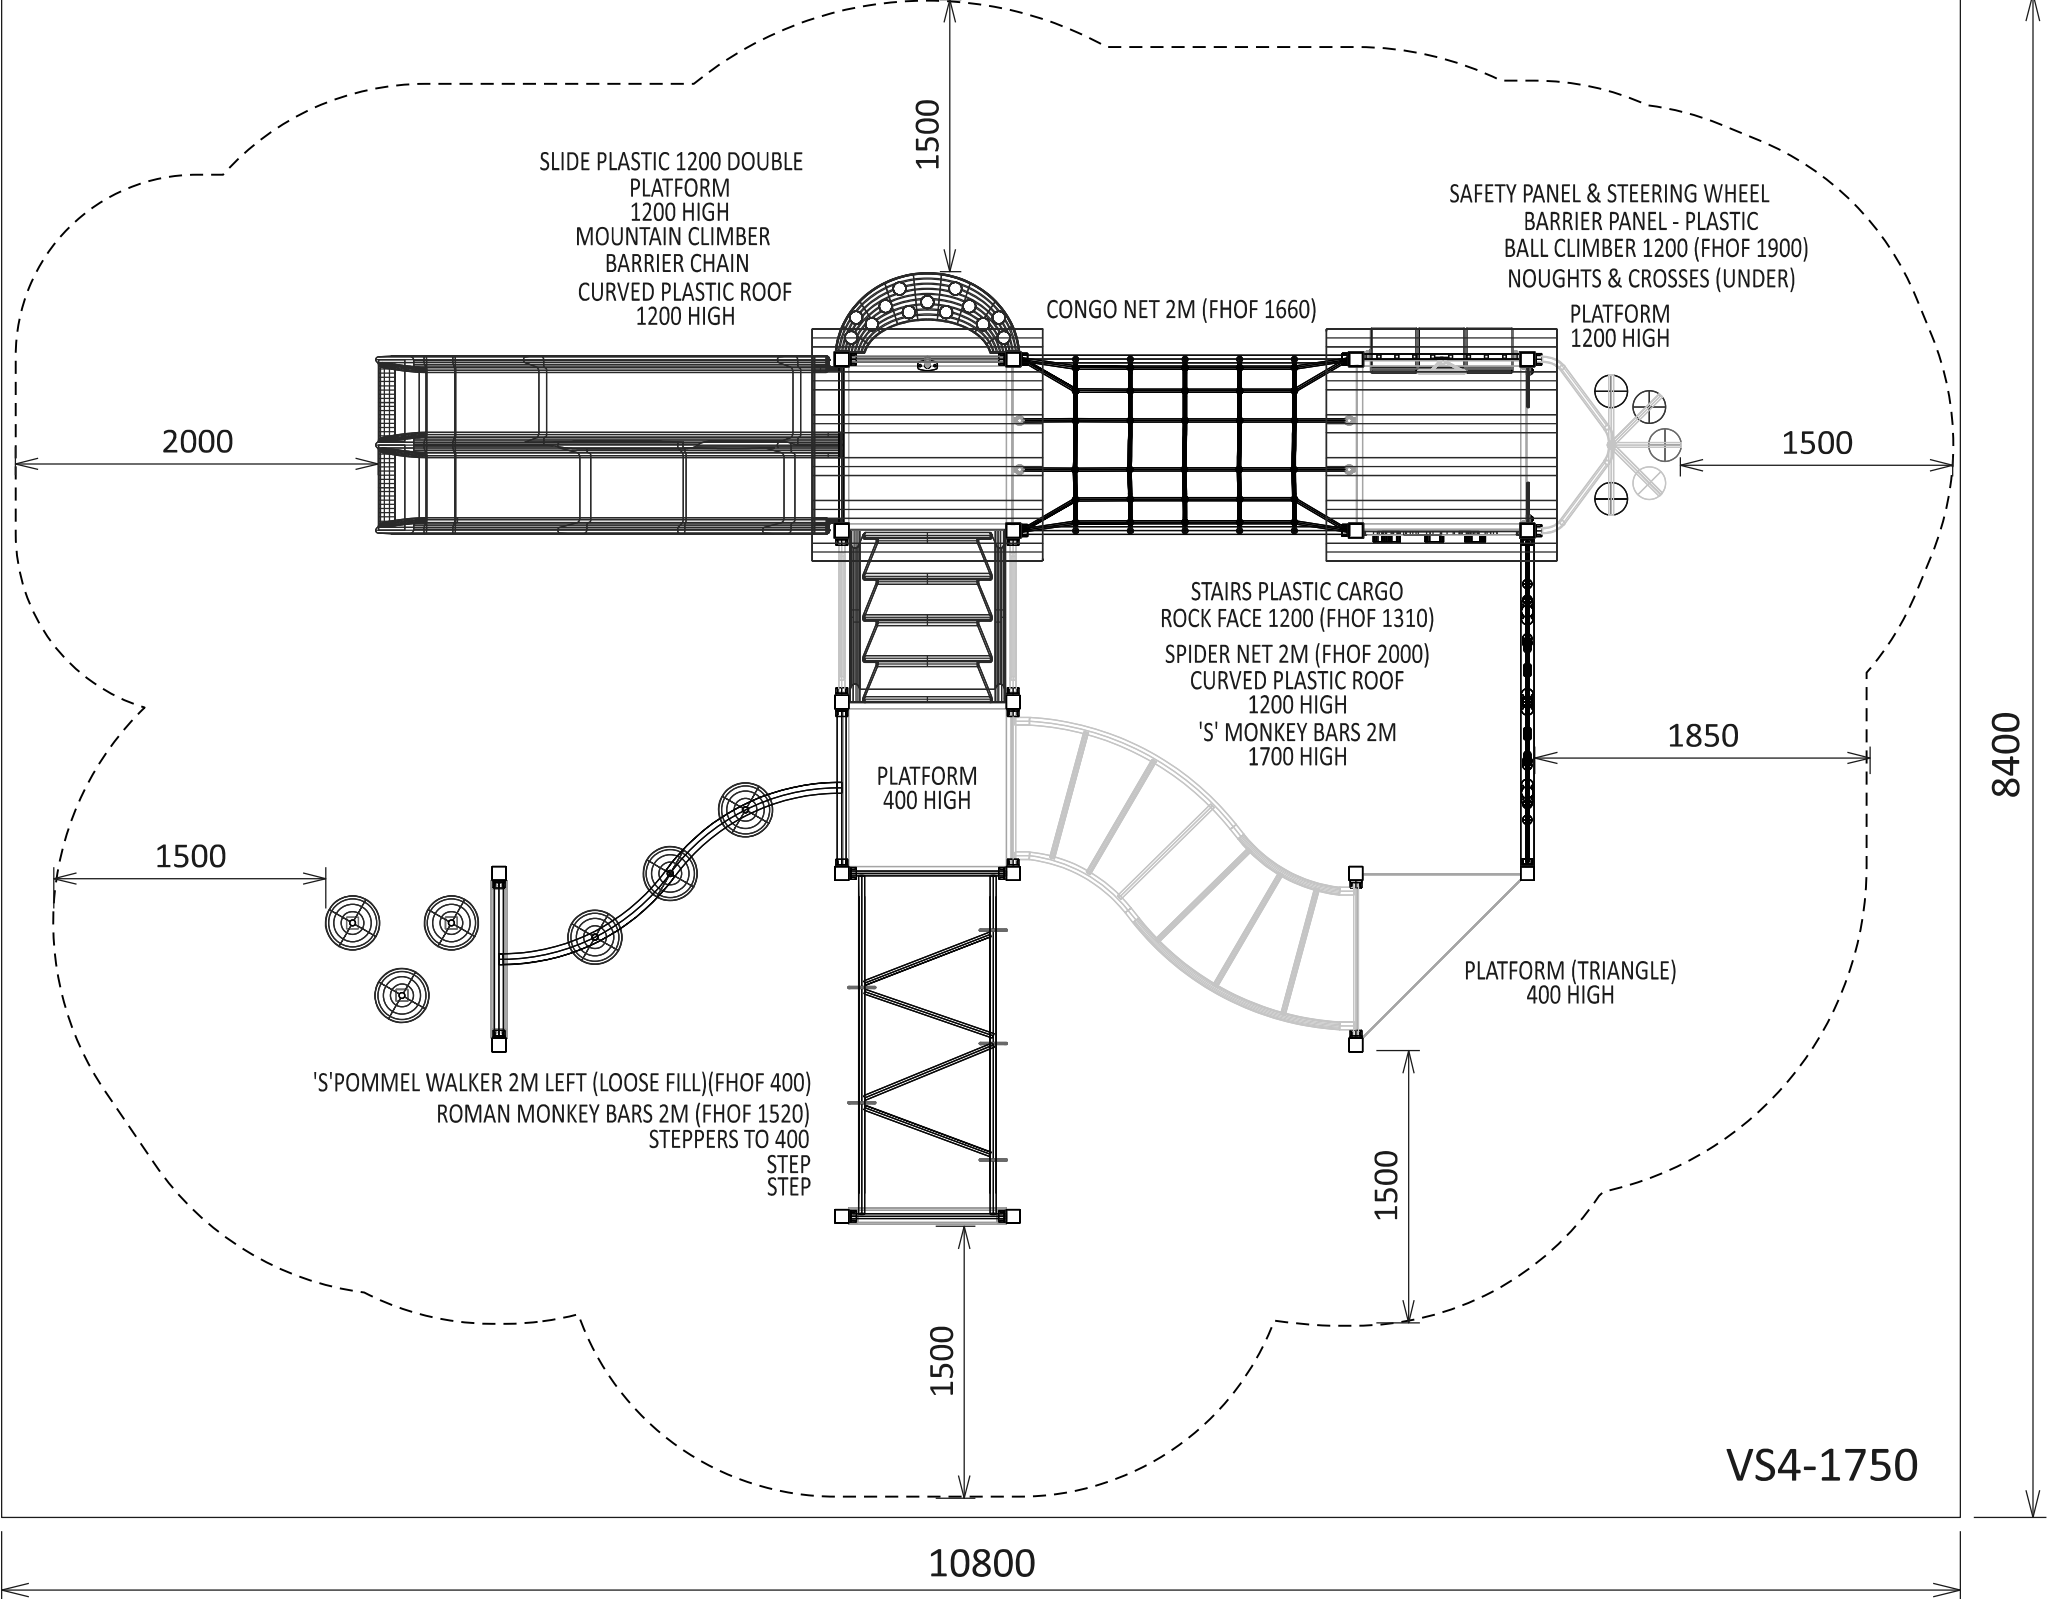 1500
SLIDE PLASTIC 1200 DOUBLE
PLATFORM
1200 HIGH
MOUNTAIN CLIMBER
BARRIER CHAIN
CURVED PLASTIC ROOF
1200 HIGH
SAFETY PANEL & STEERING WHEEL
BARRIER PANEL - PLASTIC
BALL CLIMBER 1200 (FHOF 1900)
NOUGHTS & CROSSES (UNDER)
PLATFORM
1200 HIGH
CONGO NET 2M (FHOF 1660)
2000
1500
STAIRS PLASTIC CARGO
ROCK FACE 1200 (FHOF 1310)
SPIDER NET 2M (FHOF 2000)
CURVED PLASTIC ROOF
1200 HIGH
'S' MONKEY BARS 2M
1700 HIGH
1850
8400
PLATFORM
400 HIGH
1500
PLATFORM (TRIANGLE)
400 HIGH
'S'POMMEL WALKER 2M LEFT (LOOSE FILL)(FHOF 400)
ROMAN MONKEY BARS 2M (FHOF 1520)
STEPPERS TO 400
STEP
STEP
1500
1500
VS4-1750
10800